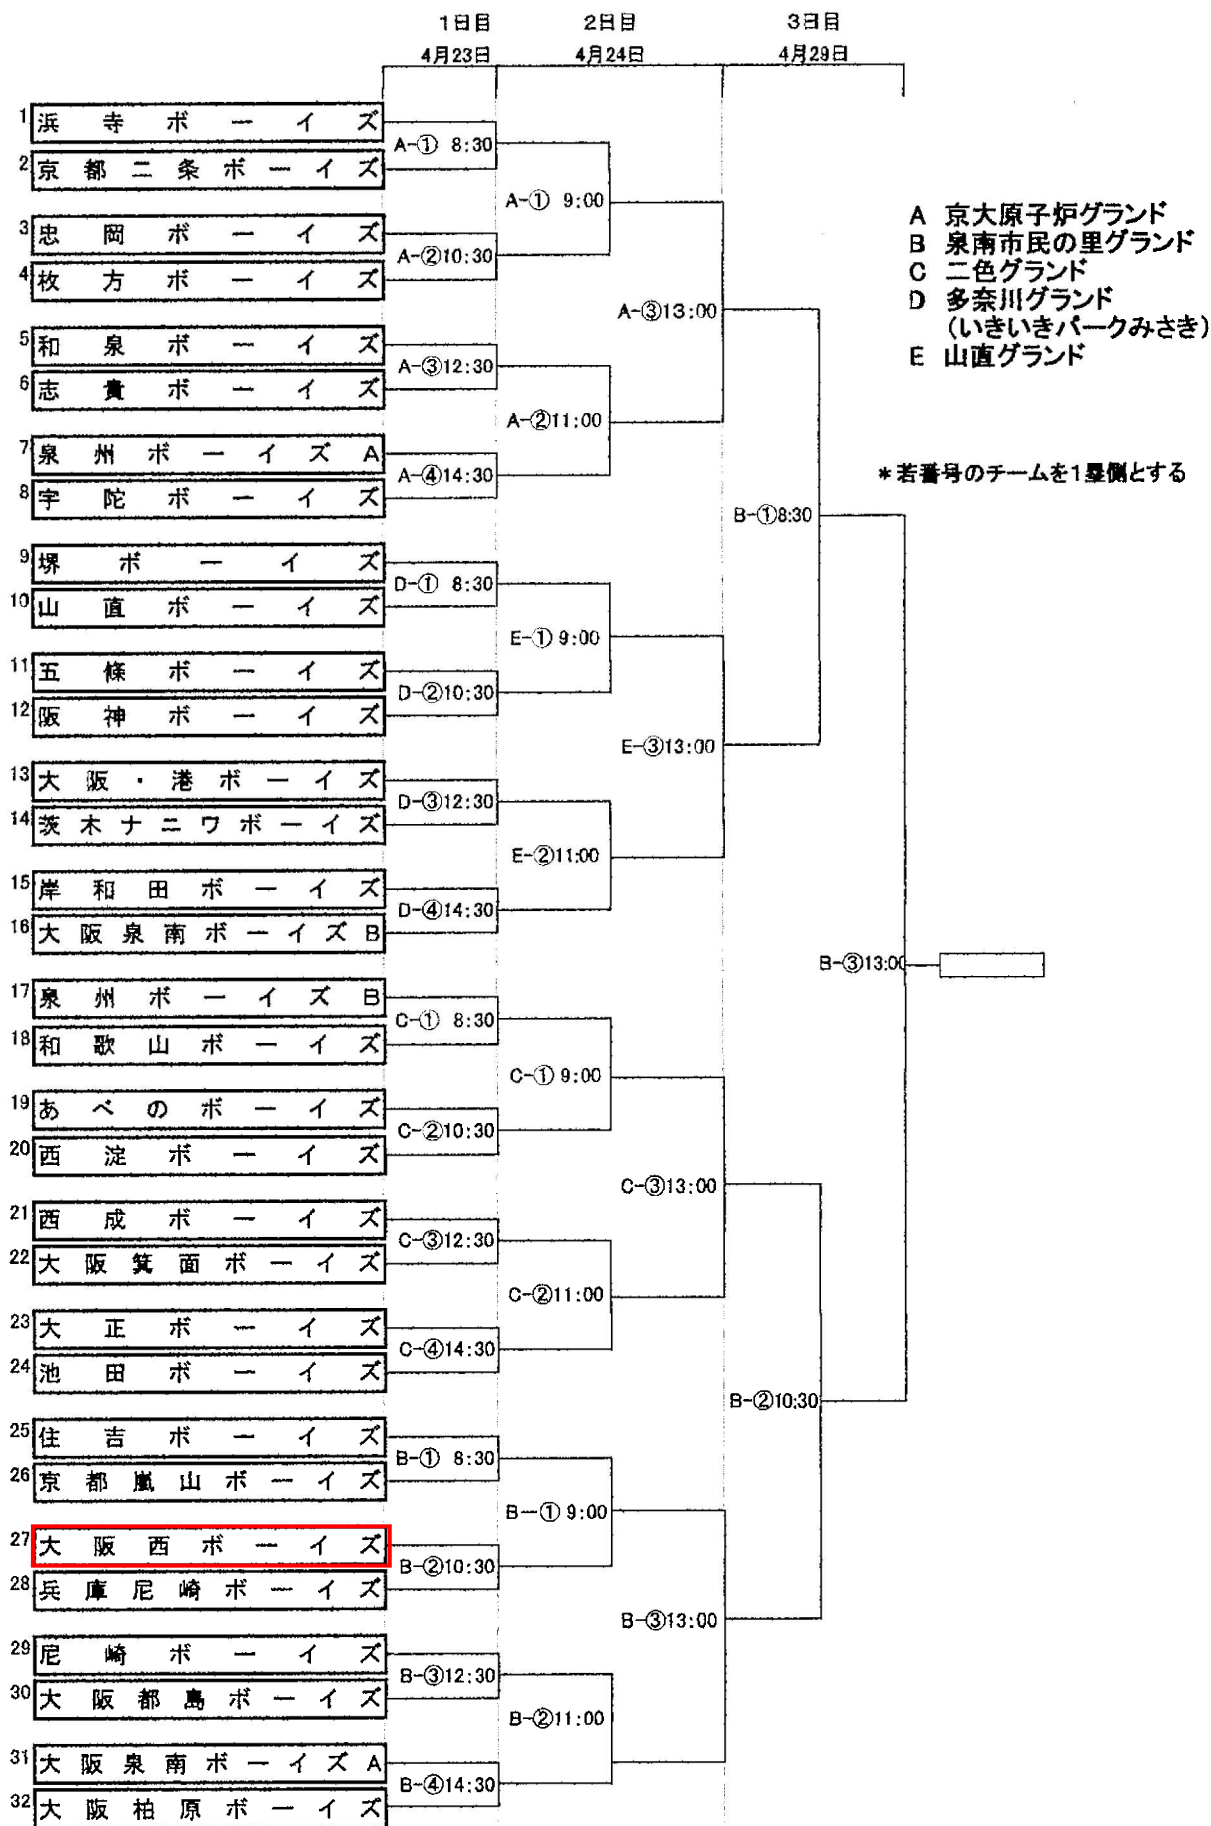 1日目 2日目 3日目
4月23日 4月24日 4月29日
1 浜寺ボーイズ
A-① 8:30
2 京都二条ボーイズ
A-① 9:00
3 忠岡ボーイズ
A-②10:30
4 枚方ボーイズ
A-③13:00
5 和泉ボーイズ
A-③12:30
6 志貴ボーイズ
A-②11:00
7 泉州ボーイズA
A-④14:30
8 宇陀ボーイズ
A 京大原子炉グランド
B 泉南市民の里グランド
C 二色グランド
D 多奈川グランド
(いきいきパークみさき)
E 山直グランド
*若番号のチームを1塁側とする
B-①8:30
9 堺ボーイズ
D-① 8:30
10 山直ボーイズ
E-① 9:00
11 五條ボーイズ
D-②10:30
12 阪神ボーイズ
E-③13:00
13 大阪・港ボーイズ
D-③12:30
14 茨木ナニワボーイズ
E-②11:00
15 岸和田ボーイズ
D-④14:30
16 大阪泉南ボーイズB
B-③13:00
17 泉州ボーイズB
C-① 8:30
18 和歌山ボーイズ
C-① 9:00
19 あべのボーイズ
C-②10:30
20 西淀ボーイズ
C-③13:00
21 西成ボーイズ
C-③12:30
22 大阪箕面ボーイズ
C-②11:00
23 大正ボーイズ
C-④14:30
24 池田ボーイズ
B-②10:30
25 住吉ボーイズ
B-① 8:30
26 京都嵐山ボーイズ
B-① 9:00
27 大阪西ボーイズ
B-②10:30
28 兵庫尼崎ボーイズ
B-③13:00
29 尼崎ボーイズ
B-③12:30
30 大阪都島ボーイズ
B-②11:00
31 大阪泉南ボーイズA
B-④14:30
32 大阪柏原ボーイズ